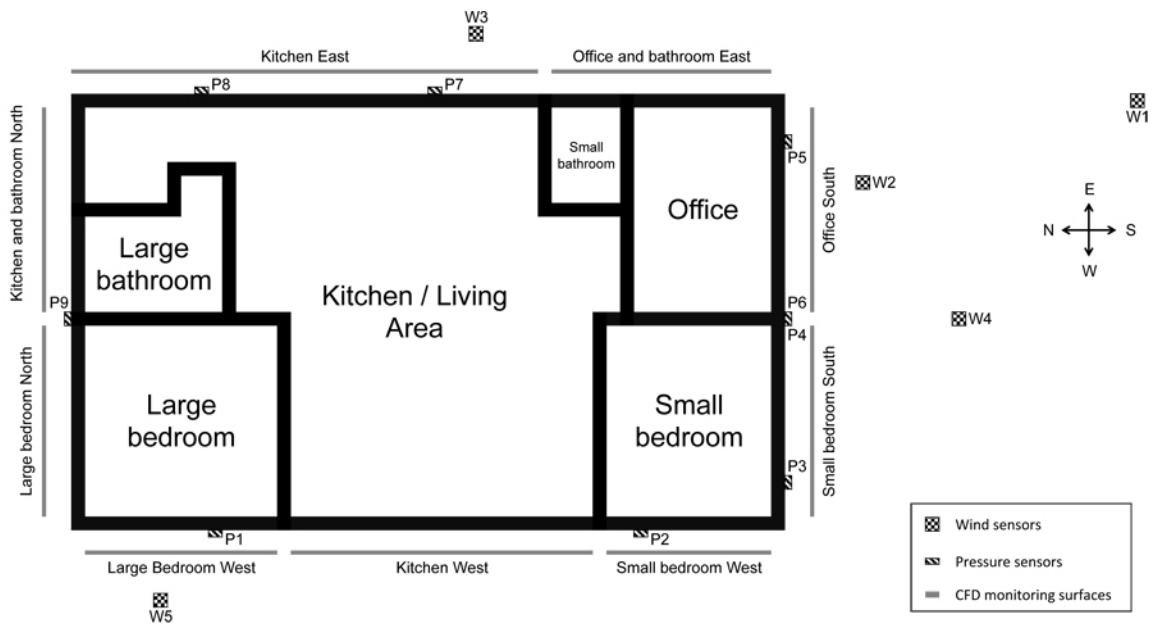 W3
Kitchen East
Office and bathroom East
P8
P7
W1
Kitchen and bathroom North
Small
bathroom
P5
W2
Office
Office South
E
N
S
W
Large
bathroom
Kitchen / Living
Area
P9
P6
P4
W4
Large bedroom North
Large
bedroom
Small
bedroom
Small bedroom South
P3
P1
P2
Large Bedroom West
Kitchen West
Small bedroom West
W5
Wind sensors
Pressure sensors
CFD monitoring surfaces